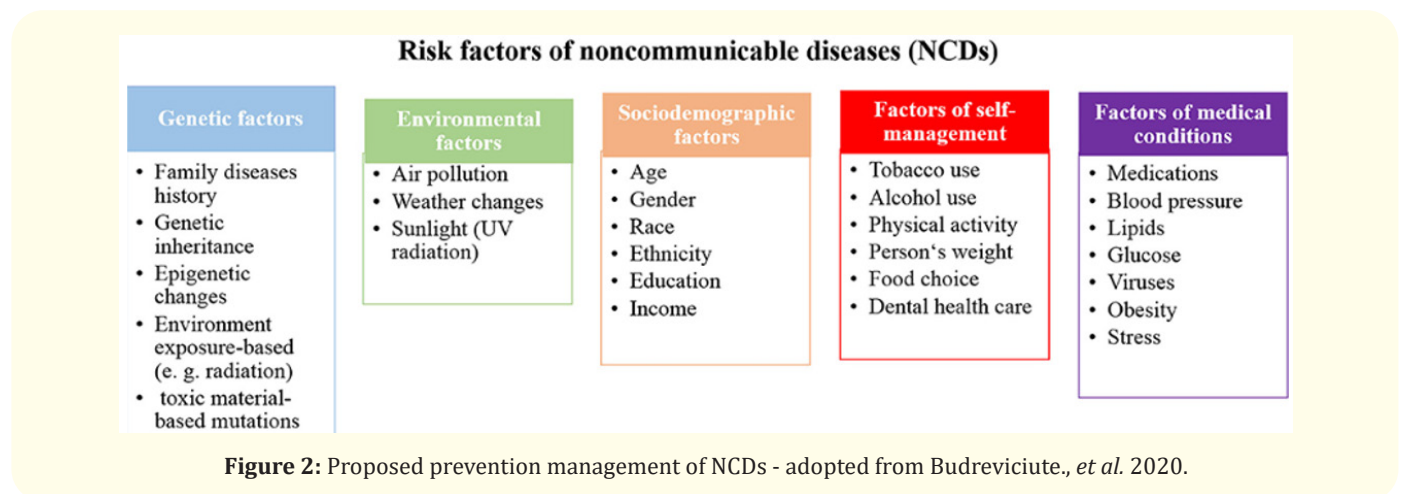 Risk factors of noncommunicable diseases (NCDs)
Genetic factors
• Family diseases
history
• Genetic
inheritance
• Epigenetic
changes
• Environment
exposure-based
(e. g. radiation)
• toxic material-
based mutations
Environmental
factors
• Air pollution
• Weather changes
• Sunlight (UV
radiation)
Sociodemographic
factors
• Age
• Gender
• Race
• Ethnicity
• Education
• Income
Factors of self-
management
• Tobacco use
• Alcohol use
• Physical activity
• Person‘s weight
• Food choice
• Dental health care
Factors of medical
conditions
• Medications
• Blood pressure
• Lipids
• Glucose
• Viruses
• Obesity
• Stress
Figure 2: Proposed prevention management of NCDs - adopted from Budreviciute., et al. 2020.